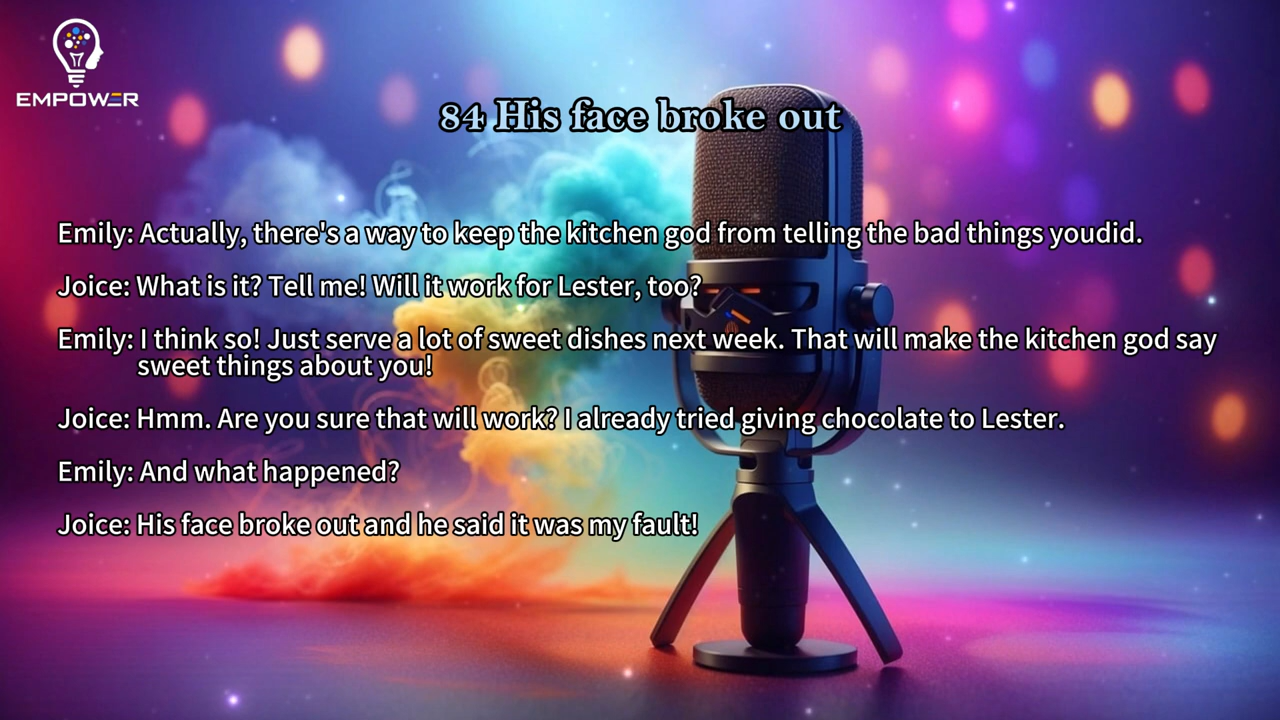 EMPOWER
84 His face broke out
Emily: Actually, there's a way to keep the kitchen god from telling the bad things youdid.
Joice: What is it? Tell me! Will it work for Lester, too?
Emily: I think so! Just serve a lot of sweet dishes next week. That will make the kitchen god say
sweet things about you!
Joice: Hmm. Are you sure that will work? I already tried giving chocolate to Lester.
Emily: And what happened?
Joice: His face broke out and he said it was my fault!